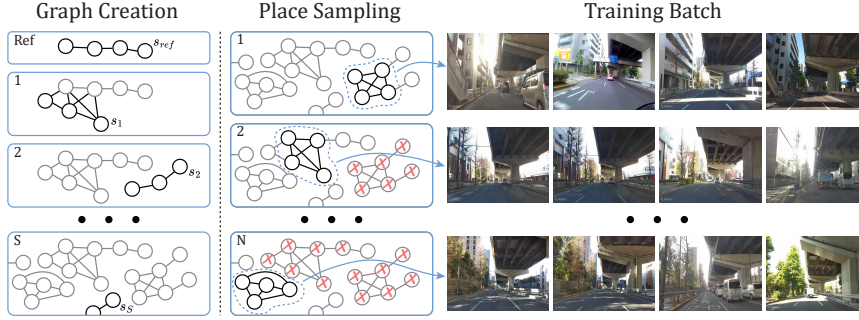 Graph Creation
Place Sampling
Training Batch
Ref
s_ref
1
s_1
2
s_2
S
s_S
1
2
N